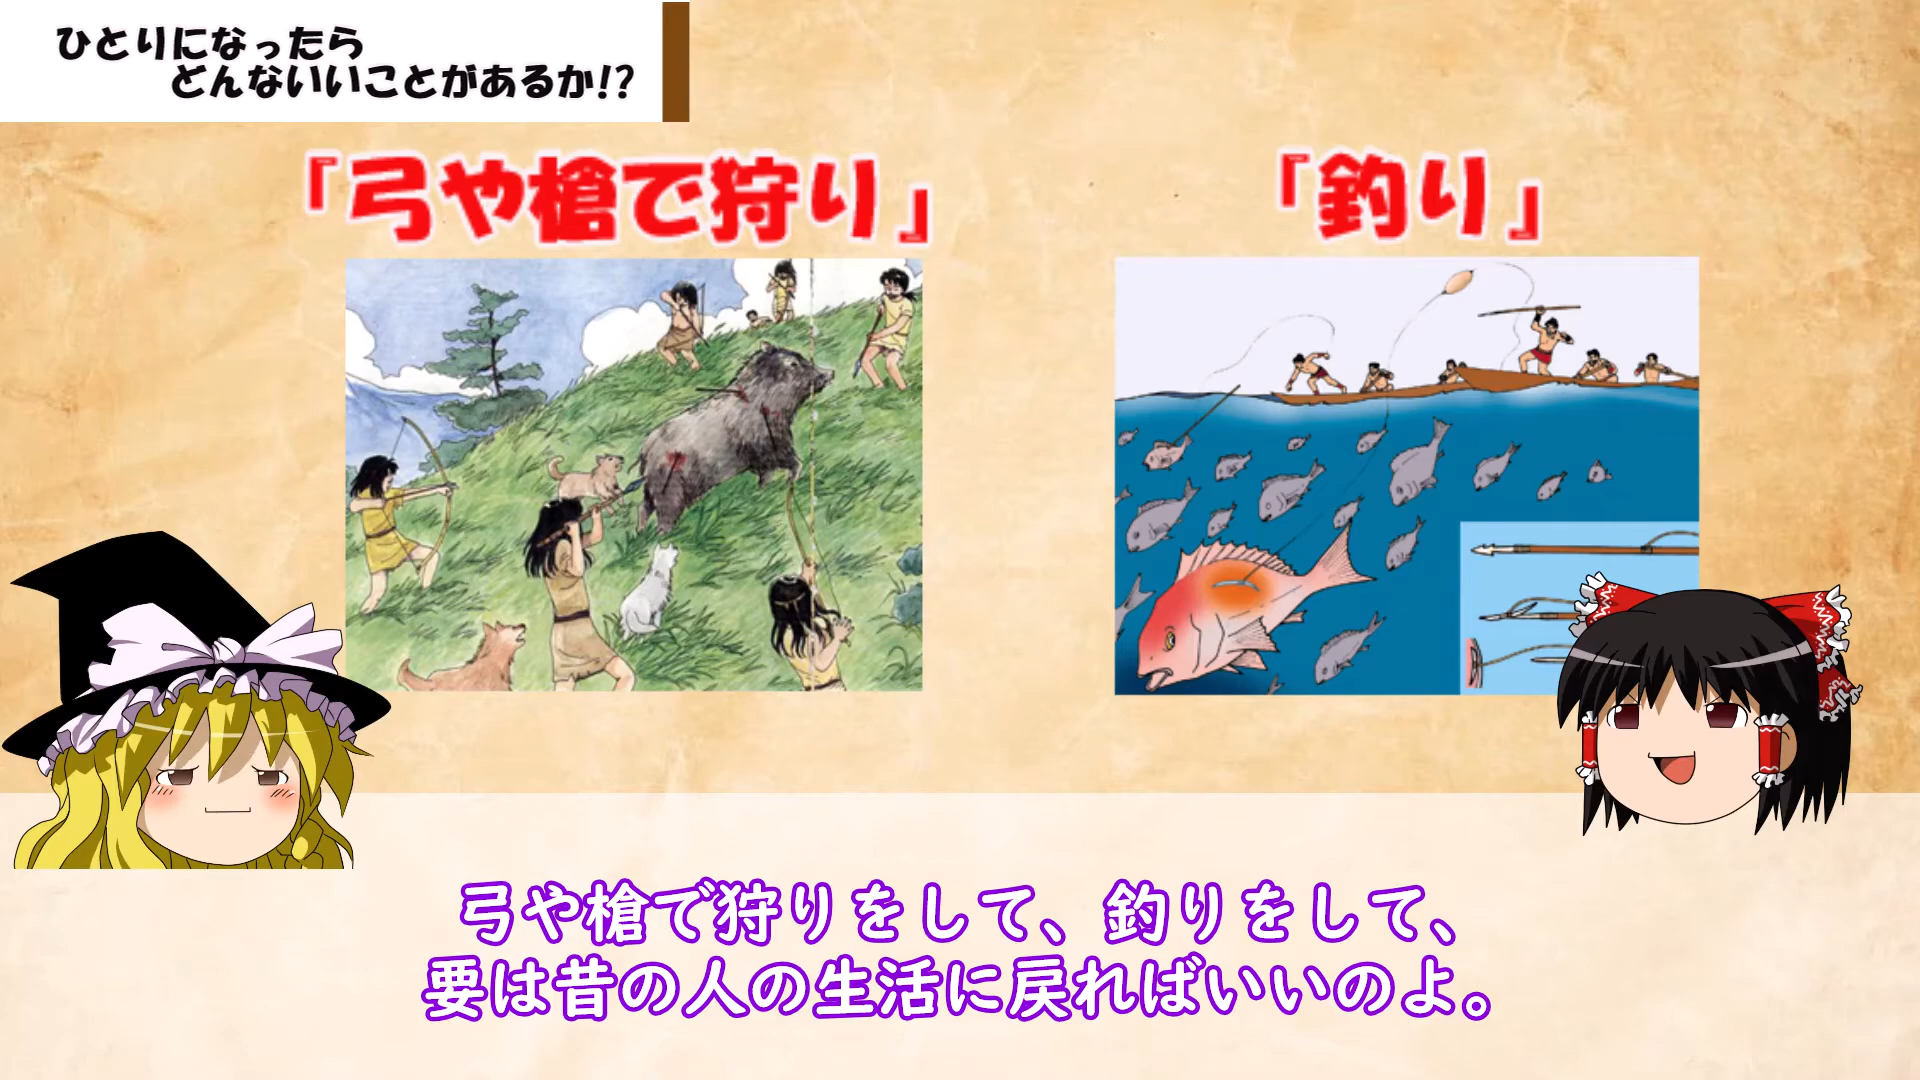 ひとりになったら
どんないいことがあるか!?
『弓や槍で狩り』
『釣り』
弓や槍で狩りをして、釣りをして、
要は昔の人の生活に戻ればいいのよ。